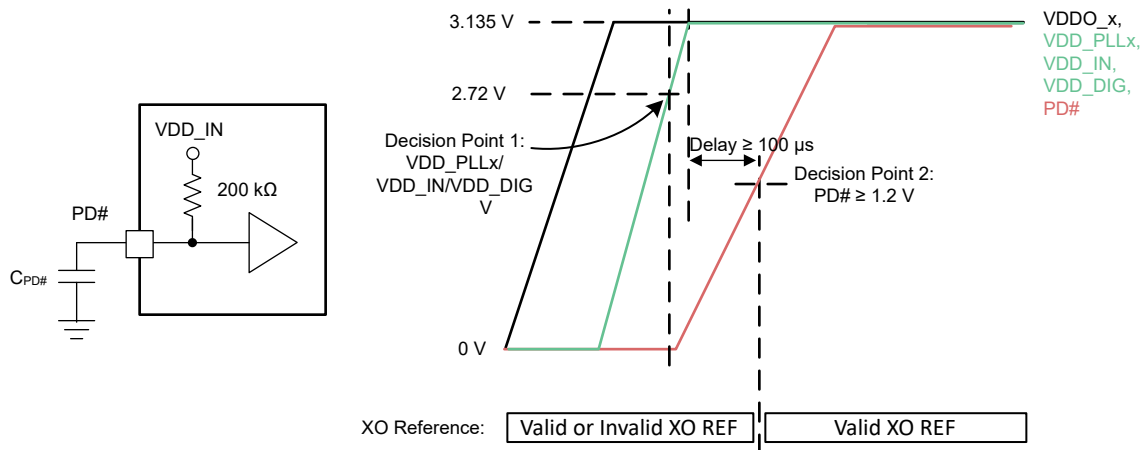 VDD_IN
200 kΩ
PD#
CPD#
3.135 V
2.72 V
0 V
Decision Point 1:
VDD_PLLx/
VDD_IN/VDD_DIG
V
Delay ≥ 100 µs
Decision Point 2:
PD# ≥ 1.2 V
VDDO_x,
VDD_PLLx,
VDD_IN,
VDD_DIG,
PD#
XO Reference:
Valid or Invalid XO REF
Valid XO REF